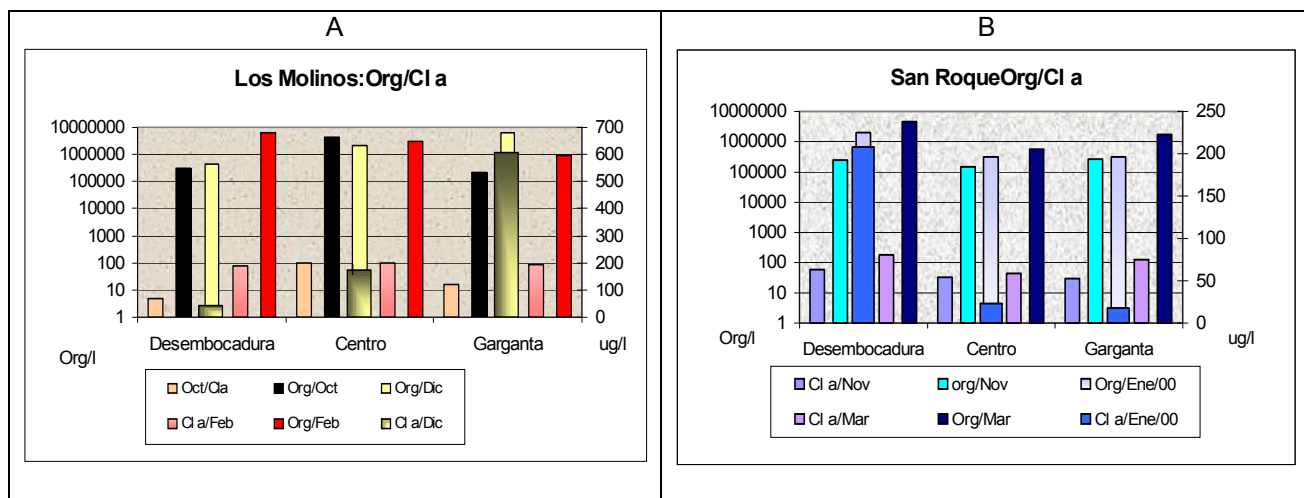 A
Los Molinos:Org/Cl a
10000000 700
1000000 600
100000 500
10000 400
1000 300
100 200
10 100
1 0
Org/l Desembocadura Centro Garganta ug/l
Oct/Cla Org/Oct Org/Dic
Cl a/Feb Org/Feb Cl a/Dic
B
San RoqueOrg/Cl a
10000000 250
1000000 200
100000 150
10000
1000 100
100 50
10
1 0
Org/l Desembocadura Centro Garganta ug/l
Cl a/Nov org/Nov Org/Ene/00
Cl a/Mar Org/Mar Cl a/Ene/00